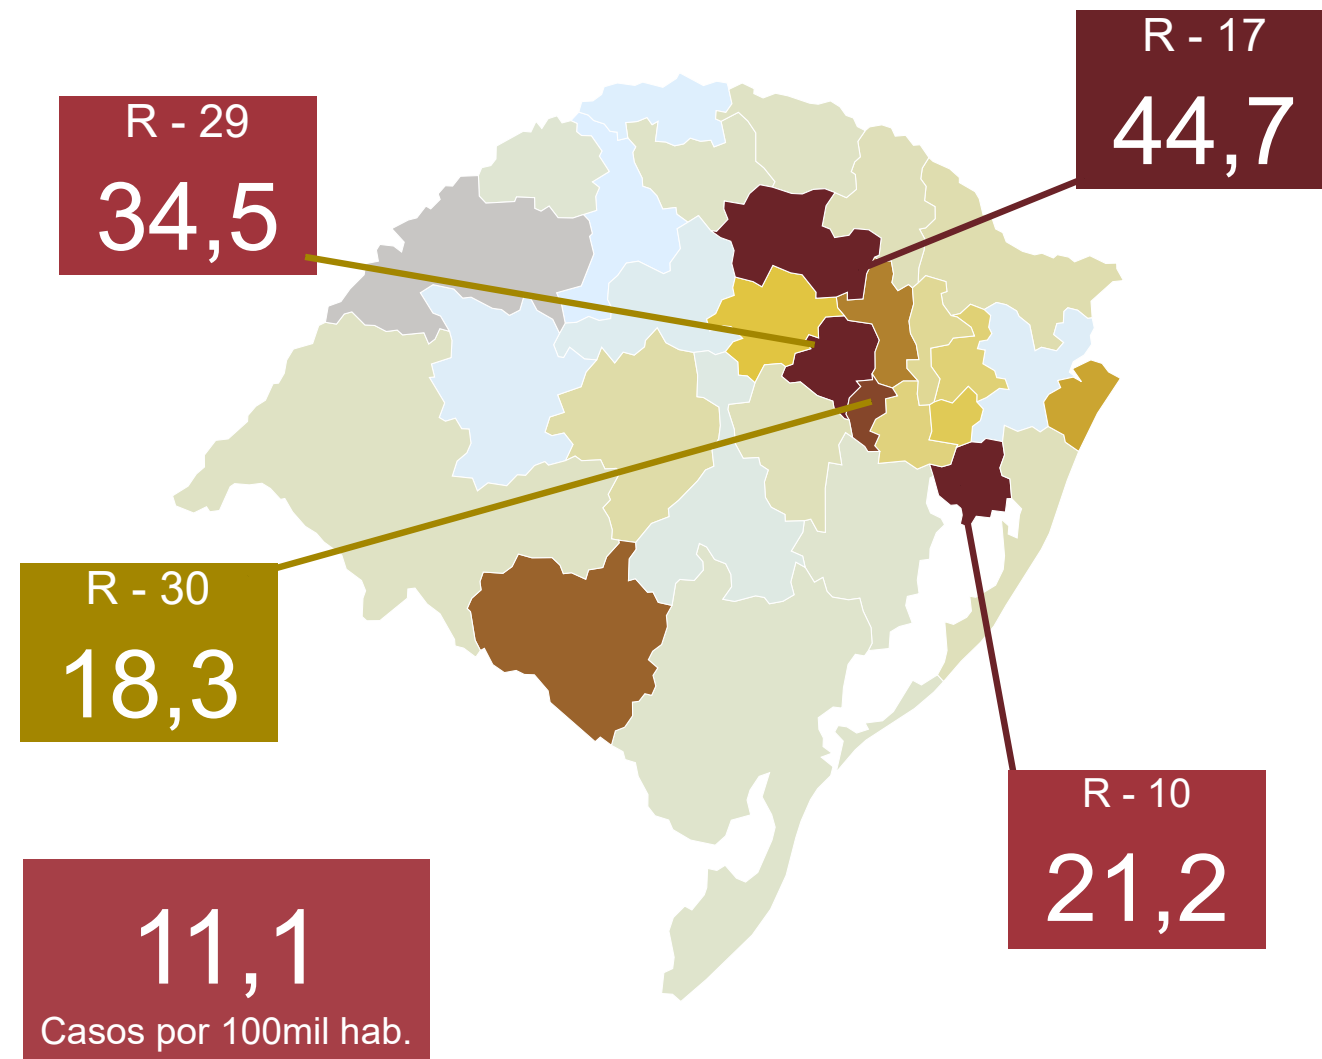 R - 17
44,7
R - 29
34,5
R - 30
18,3
R - 10
21,2
11,1
Casos por 100mil hab.